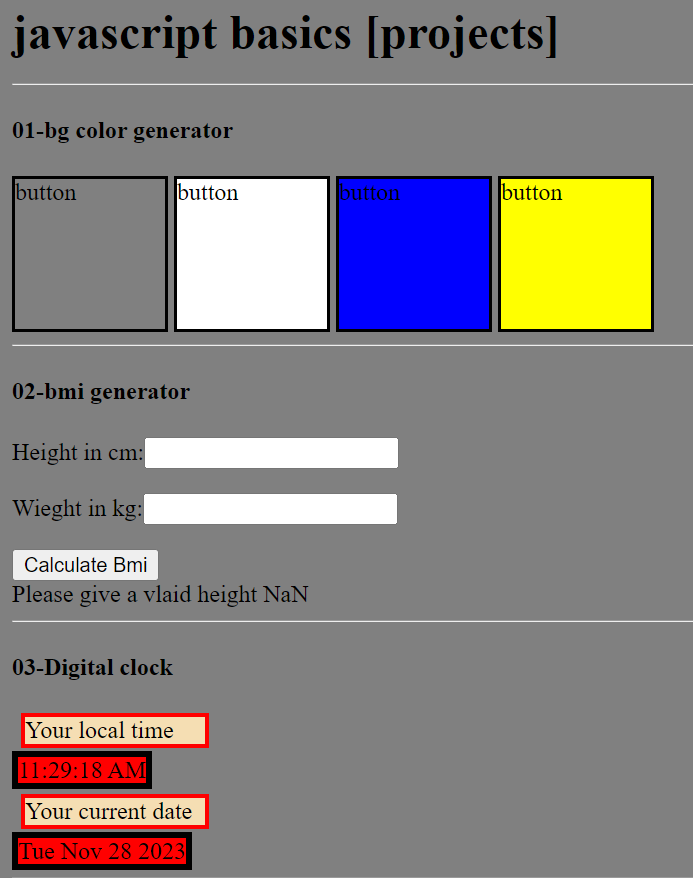 javascript basics [projects]
01-bg color generator
button button button button
02-bmi generator
Height in cm:
Wieght in kg:
Calculate Bmi
Please give a vlaid height NaN
03-Digital clock
Your local time
11:29:18 AM
Your current date
Tue Nov 28 2023